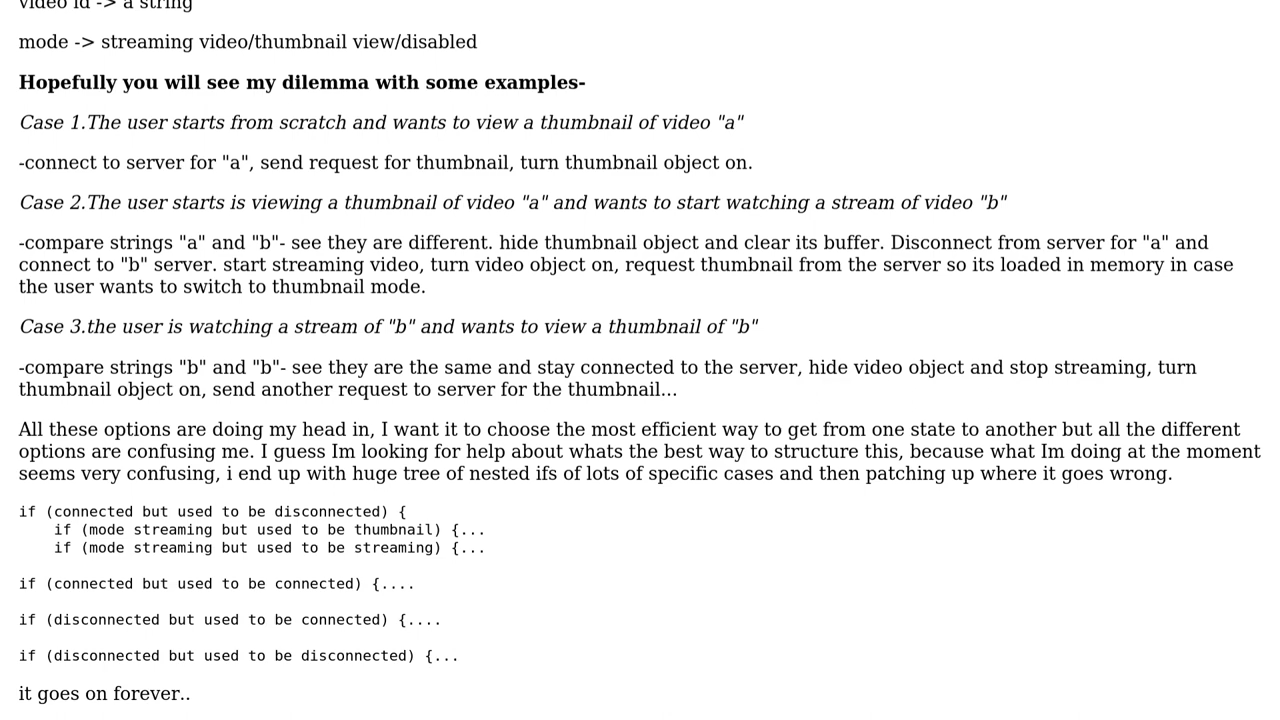 video id -> a string
mode -> streaming video/thumbnail view/disabled
Hopefully you will see my dilemma with some examples-
Case 1.The user starts from scratch and wants to view a thumbnail of video "a"
-connect to server for "a", send request for thumbnail, turn thumbnail object on.
Case 2.The user starts is viewing a thumbnail of video "a" and wants to start watching a stream of video "b"
-compare strings "a" and "b"- see they are different. hide thumbnail object and clear its buffer. Disconnect from server for "a" and
connect to "b" server. start streaming video, turn video object on, request thumbnail from the server so its loaded in memory in case
the user wants to switch to thumbnail mode.
Case 3.the user is watching a stream of "b" and wants to view a thumbnail of "b"
-compare strings "b" and "b"- see they are the same and stay connected to the server, hide video object and stop streaming, turn
thumbnail object on, send another request to server for the thumbnail...
All these options are doing my head in, I want it to choose the most efficient way to get from one state to another but all the different
options are confusing me. I guess Im looking for help about whats the best way to structure this, because what Im doing at the moment
seems very confusing, i end up with huge tree of nested ifs of lots of specific cases and then patching up where it goes wrong.
if (connected but used to be disconnected) {
    if (mode streaming but used to be thumbnail) {...
    if (mode streaming but used to be streaming) {...
if (connected but used to be connected) {....
if (disconnected but used to be connected) {....
if (disconnected but used to be disconnected) {...
it goes on forever..